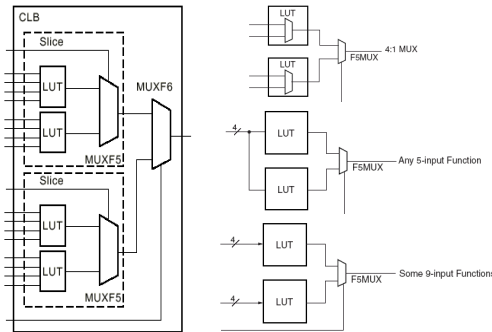 CLB
Slice
LUT
LUT
MUXF5
MUXF6
Slice
LUT
LUT
MUXF5
LUT
LUT
F5MUX
4:1 MUX
4
LUT
LUT
F5MUX
Any 5-input Function
4
LUT
4
LUT
F5MUX
Some 9-input Functions